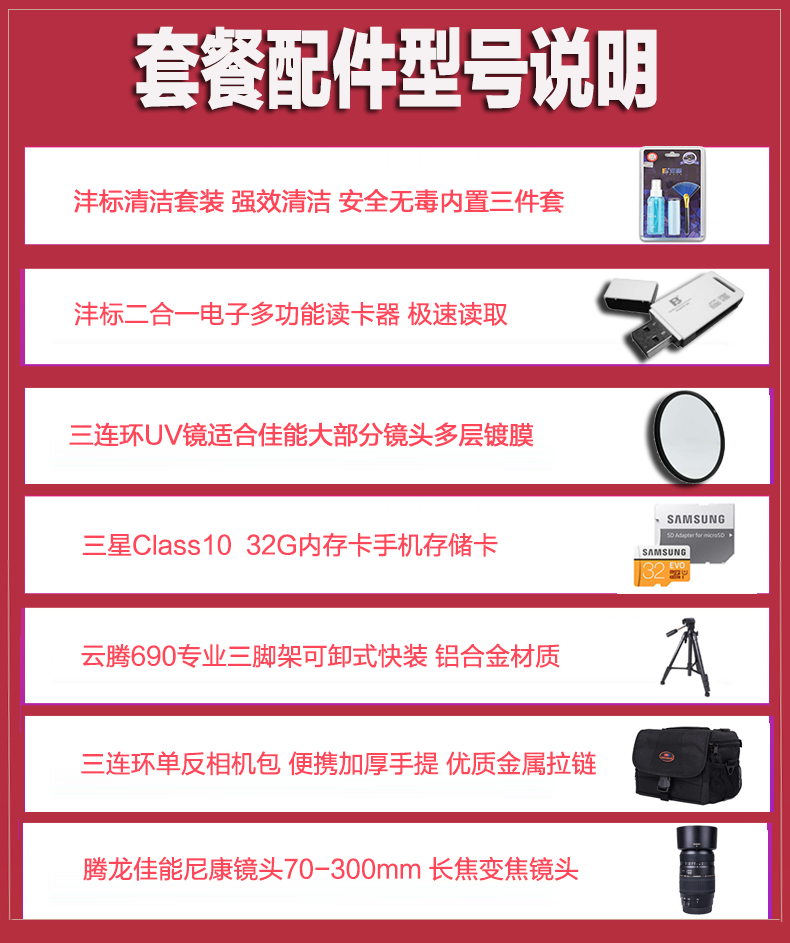 套餐配件型号说明
沣标清洁套装 强效清洁 安全无毒内置三件套
沣标二合一电子多功能读卡器 极速读取
三连环UV镜适合佳能大部分镜头多层镀膜
三星Class10 32G内存卡手机存储卡
SAMSUNG
SD Adapter for microSD
SAMSUNG
32 EVO
云腾690专业三脚架可卸式快装 铝合金材质
三连环单反相机包 便携加厚手提 优质金属拉链
腾龙佳能尼康镜头70-300mm 长焦变焦镜头